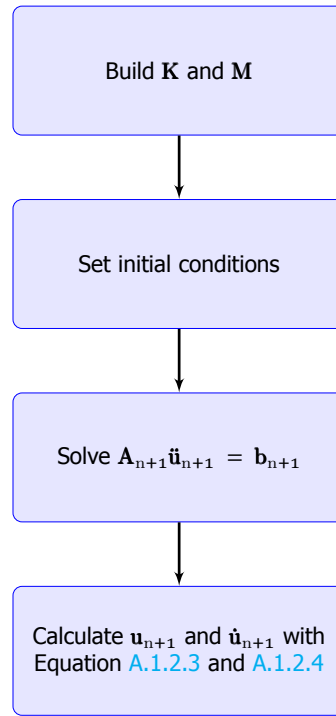 Build K and M
Set initial conditions
Solve Aₙ₊₁üₙ₊₁ = bₙ₊₁
Calculate uₙ₊₁ and u̇ₙ₊₁ with
Equation A.1.2.3 and A.1.2.4